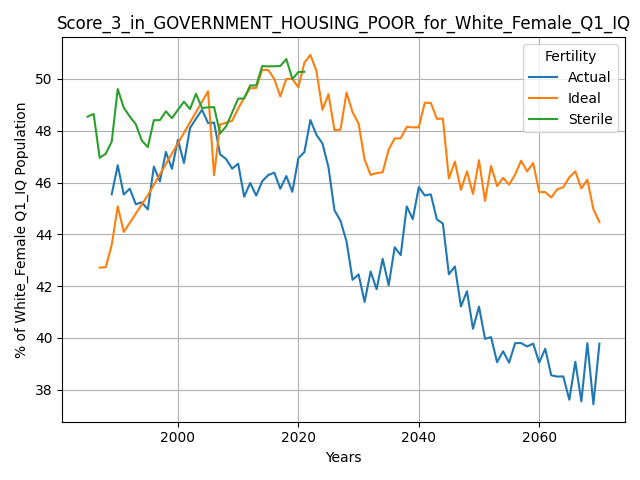 Score_3_in_GOVERNMENT_HOUSING_POOR_for_White_Female_Q1_IQ
Fertility
Actual
Ideal
Sterile
% of White_Female Q1_IQ Population
50
48
46
44
42
40
38
2000
2020
2040
2060
Years